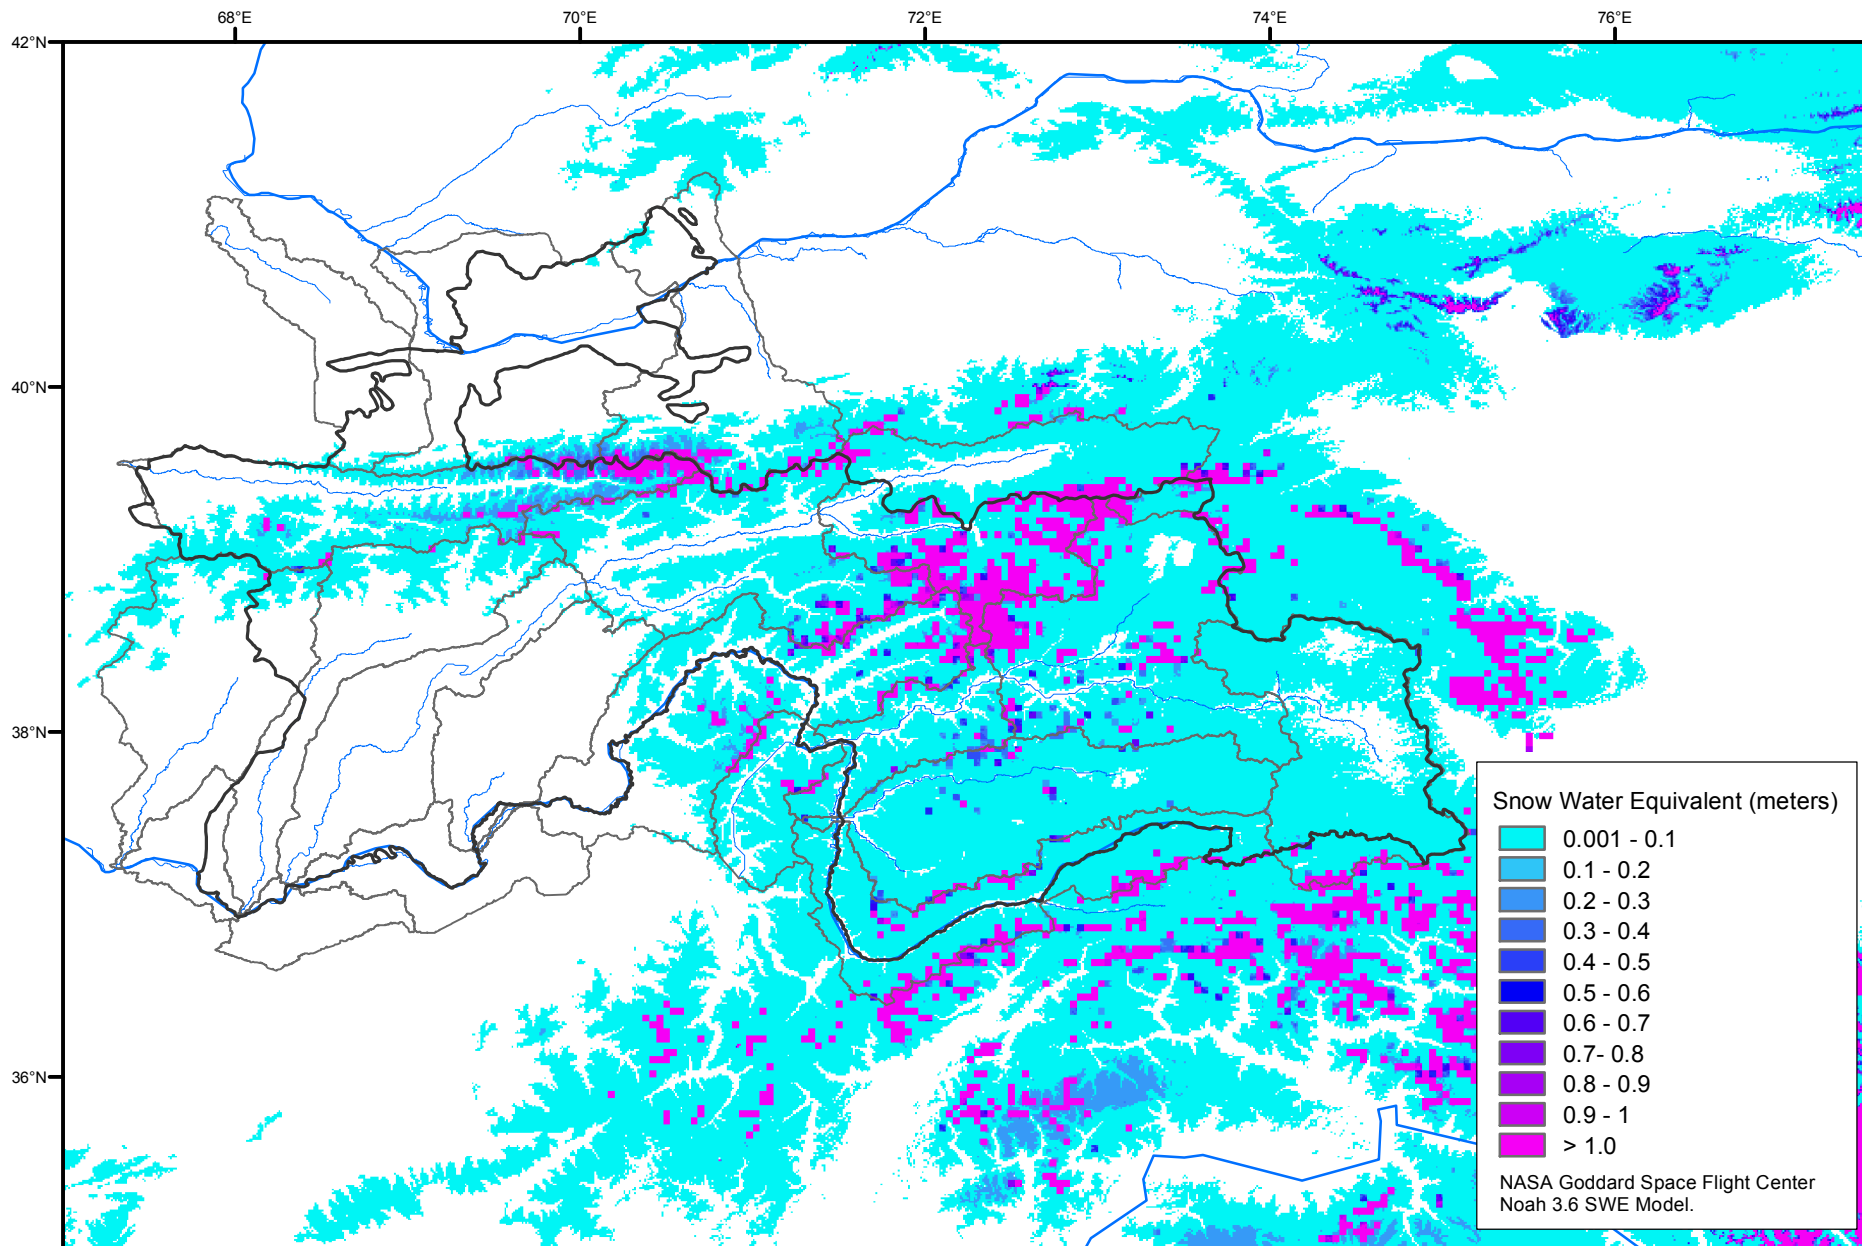 68°E 70°E 72°E 74°E 76°E
42°N
40°N
38°N
36°N
Snow Water Equivalent (meters)
0.001 - 0.1
0.1 - 0.2
0.2 - 0.3
0.3 - 0.4
0.4 - 0.5
0.5 - 0.6
0.6 - 0.7
0.7- 0.8
0.8 - 0.9
0.9 - 1
> 1.0
NASA Goddard Space Flight Center
Noah 3.6 SWE Model.